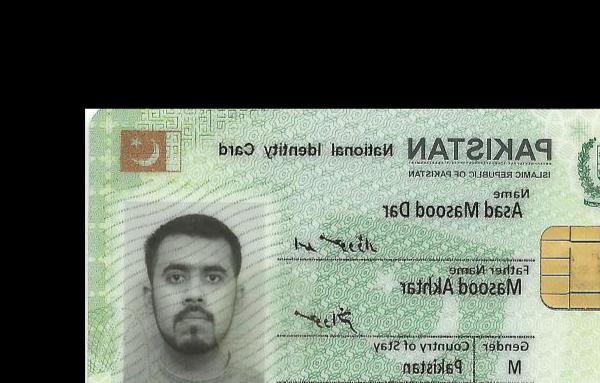 PAKISTAN National Identity Card
ISLAMIC REPUBLIC OF PAKISTAN
Name
Asad Masood Dar
Father Name
Masood Akhtar
Gender Country of Stay
M Pakistan